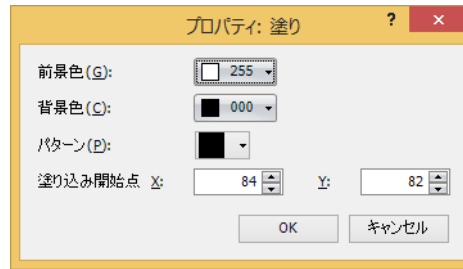 プロパティ: 塗り ? ×
前景色(G): 255
背景色(C): 000
パターン(P):
塗り込み開始点 X: 84 Y: 82
OK キャンセル